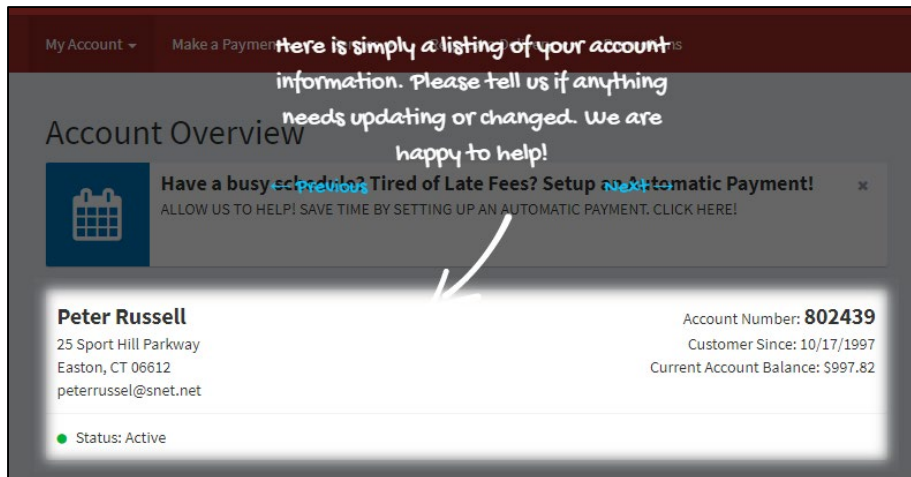 My Account
Make a Payment
Here is simply a listing of your account
information. Please tell us if anything
needs updating or changed. We are
happy to help!
Account Overview
← Previous
Next →
Have a busy schedule? Tired of Late Fees? Setup an Automatic Payment!
ALLOW US TO HELP! SAVE TIME BY SETTING UP AN AUTOMATIC PAYMENT. CLICK HERE!
Peter Russell
Account Number: 802439
25 Sport Hill Parkway
Customer Since: 10/17/1997
Easton, CT 06612
Current Account Balance: $997.82
peterrussel@snet.net
Status: Active